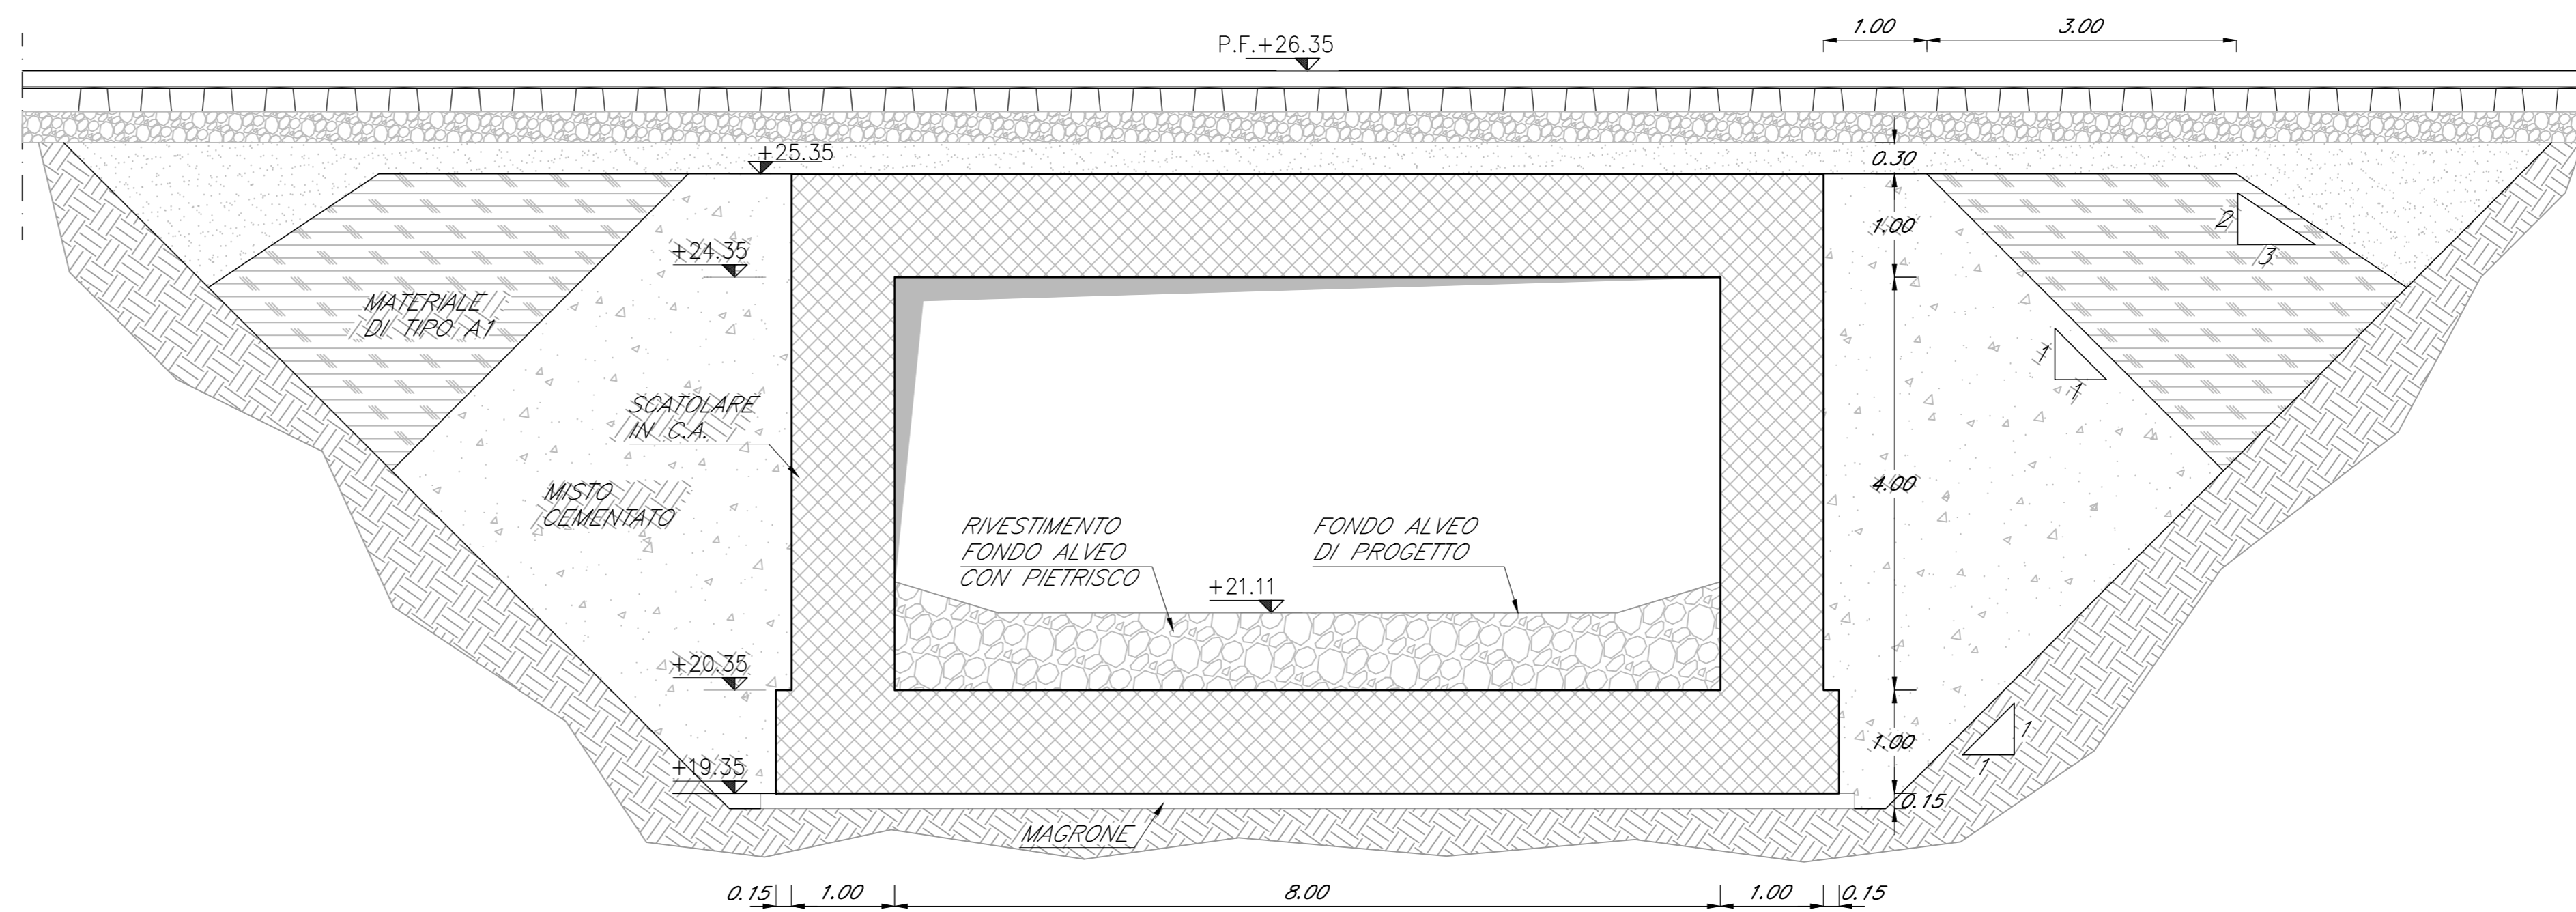 1.00
3.00
P.F.+26.35
+25.35
0.30
1.00
2
3
+24.35
MATERIALE
DI TIPO A1
1
1
SCATOLARE
IN C.A.
4.00
MISTO
CEMENTATO
RIVESTIMENTO
FONDO ALVEO
CON PIETRISCO
FONDO ALVEO
DI PROGETTO
+21.11
+20.35
1.00
1
1
+19.35
0.15
MAGRONE
0.15
1.00
8.00
1.00
0.15